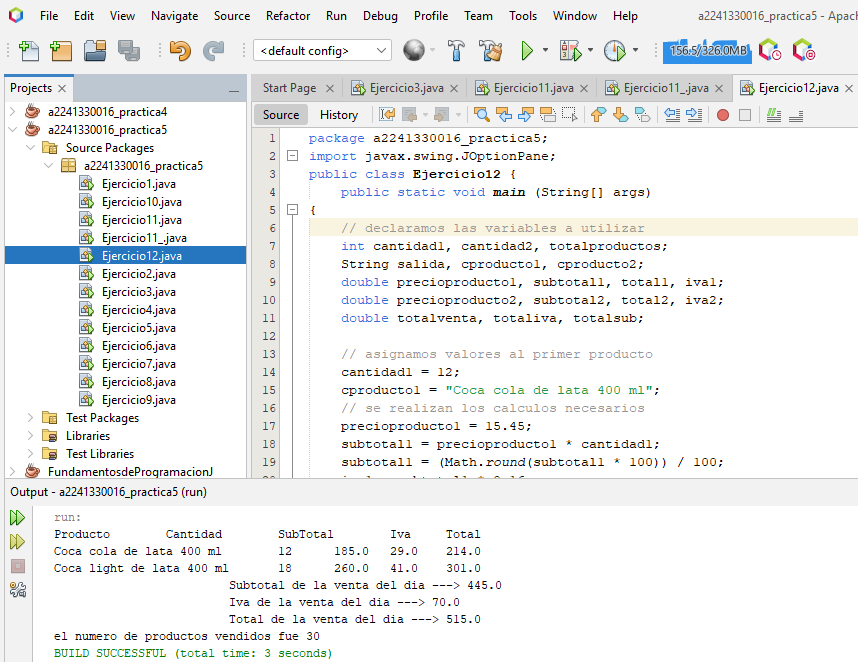 File Edit View Navigate Source Refactor Run Debug Profile Team Tools Window Help a2241330016_practica5 - Apach
<default config> 156.5/326.0MB
Projects
a2241330016_practica4
a2241330016_practica5
Source Packages
a2241330016_practica5
Ejercicio1.java
Ejercicio10.java
Ejercicio11.java
Ejercicio11_.java
Ejercicio12.java
Ejercicio2.java
Ejercicio3.java
Ejercicio4.java
Ejercicio5.java
Ejercicio6.java
Ejercicio7.java
Ejercicio8.java
Ejercicio9.java
Test Packages
Libraries
Test Libraries
FundamentosdeProgramacionJ
Start Page Ejercicio3.java Ejercicio11.java Ejercicio11_.java Ejercicio12.java
Source History
1 package a2241330016_practica5;
2 import javax.swing.JOptionPane;
3 public class Ejercicio12 {
4 public static void main (String[] args)
5 {
6 // declaramos las variables a utilizar
7 int cantidad1, cantidad2, totalproductos;
8 String salida, cproducto1, cproducto2;
9 double precioproducto1, subtotal1, total1, iva1;
10 double precioproducto2, subtotal2, total2, iva2;
11 double totalventa, totaliva, totalsub;
12
13 // asignamos valores al primer producto
14 cantidad1 = 12;
15 cproducto1 = "Coca cola de lata 400 ml";
16 // se realizan los calculos necesarios
17 precioproducto1 = 15.45;
18 subtotal1 = precioproducto1 * cantidad1;
19 subtotal1 = (Math.round(subtotal1 * 100)) / 100;
Output - a2241330016_practica5 (run)
run:
Producto Cantidad SubTotal Iva Total
Coca cola de lata 400 ml 12 185.0 29.0 214.0
Coca light de lata 400 ml 18 260.0 41.0 301.0
Subtotal de la venta del dia ---> 445.0
Iva de la venta del dia ---> 70.0
Total de la venta del dia ---> 515.0
el numero de productos vendidos fue 30
BUILD SUCCESSFUL (total time: 3 seconds)